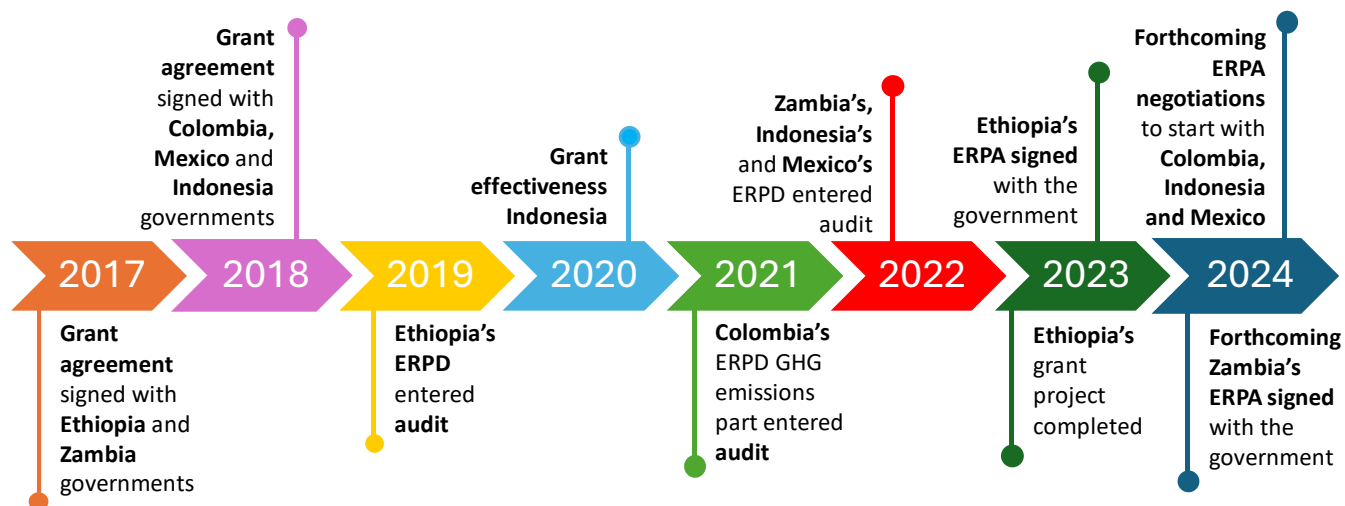 Grant
agreement
signed with
Colombia,
Mexico and
Indonesia
governments
Grant
effectiveness
Indonesia
Zambia’s,
Indonesia’s
and Mexico’s
ERPD entered
audit
Ethiopia’s
ERPA signed
with the
government
Forthcoming
ERPA
negotiations
to start with
Colombia,
Indonesia
and Mexico
2017
2018
2019
2020
2021
2022
2023
2024
Grant
agreement
signed with
Ethiopia and
Zambia
governments
Ethiopia’s
ERPD
entered
audit
Colombia’s
ERPD GHG
emissions
part entered
audit
Ethiopia’s
grant
project
completed
Forthcoming
Zambia’s
ERPA signed
with the
government